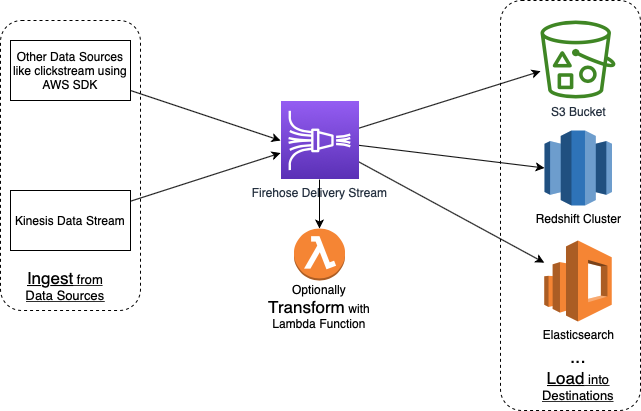 Other Data Sources
like clickstream using
AWS SDK
Kinesis Data Stream
Ingest from
Data Sources
Firehose Delivery Stream
Optionally
Transform with
Lambda Function
S3 Bucket
Redshift Cluster
Elasticsearch
...
Load into
Destinations